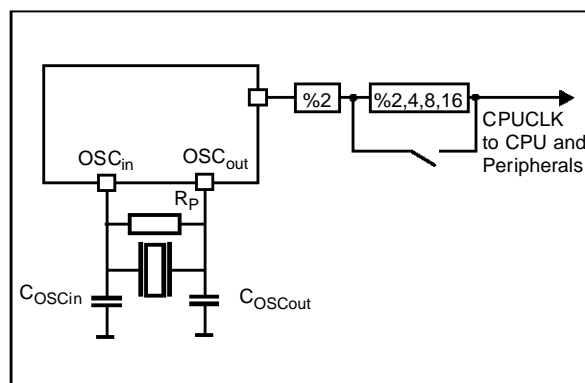 %2
%2,4,8,16
CPUCLK
to CPU and
Peripherals
OSCin
OSCout
RP
COSCin
COSCout